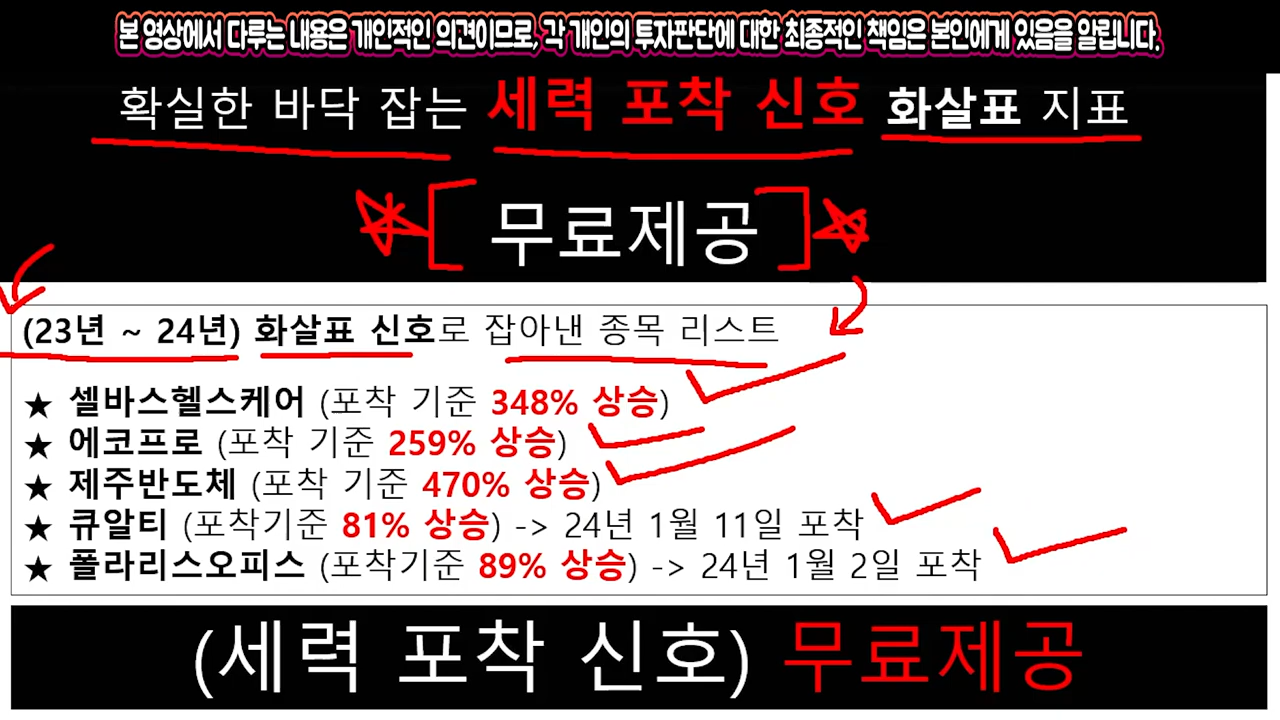 본 영상에서 다루는 내용은 개인적인 의견이므로, 각 개인의 투자판단에 대한 최종적인 책임은 본인에게 있음을 알립니다.
확실한 바닥 잡는 세력 포착 신호 화살표 지표
[무료제공]
(23년 ~ 24년) 화살표 신호로 잡아낸 종목 리스트
★ 셀바스헬스케어 (포착 기준 348% 상승)
★ 에코프로 (포착 기준 259% 상승)
★ 제주반도체 (포착 기준 470% 상승)
★ 큐알티 (포착기준 81% 상승) -> 24년 1월 11일 포착
★ 폴라리스오피스 (포착기준 89% 상승) -> 24년 1월 2일 포착
(세력 포착 신호) 무료제공